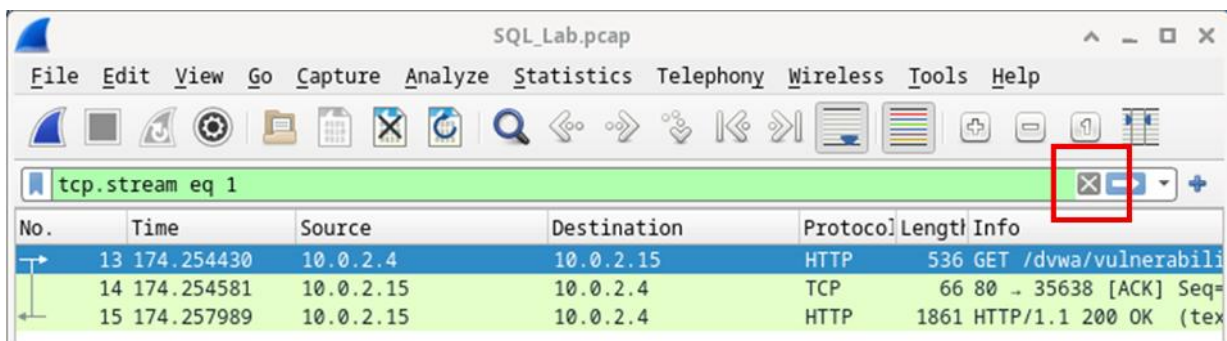 SQL_Lab.pcap
File Edit View Go Capture Analyze Statistics Telephony Wireless Tools Help
tcp.stream eq 1
No. Time Source Destination Protocol Length Info
13 174.254430 10.0.2.4 10.0.2.15 HTTP 536 GET /dvwa/vulnerabili
14 174.254581 10.0.2.15 10.0.2.4 TCP 66 80 → 35638 [ACK] Seq=
15 174.257989 10.0.2.15 10.0.2.4 HTTP 1861 HTTP/1.1 200 OK (tex